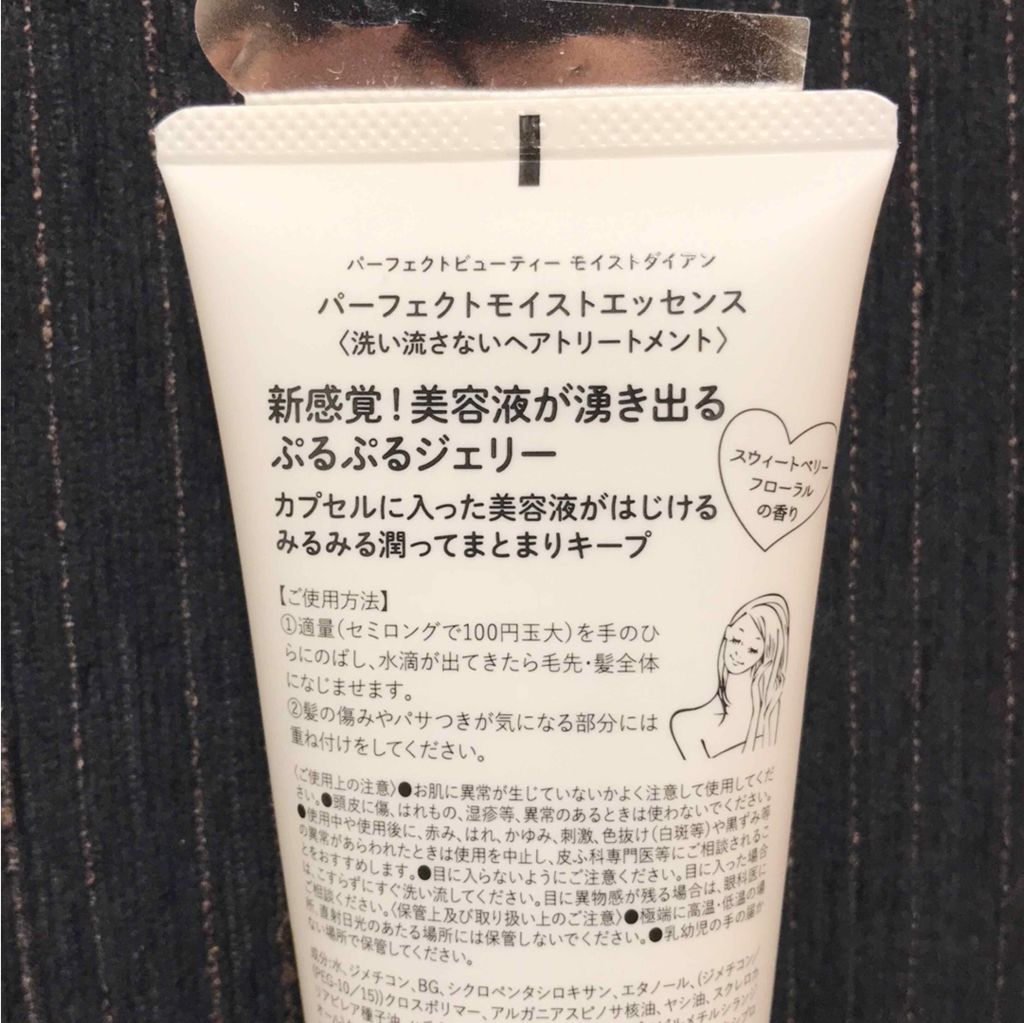 パーフェクトビューティー モイストダイアン
パーフェクトモイストエッセンス
〈洗い流さないヘアトリートメント〉
新感覚!美容液が湧き出る
ぷるぷるジェリー
スウィートベリー
フローラル
の香り
カプセルに入った美容液がはじける
みるみる潤ってまとまりキープ
【ご使用方法】
①適量(セミロングで100円玉大)を手のひ
らにのばし、水滴が出てきたら毛先・髪全体
になじませます。
②髪の傷みやパサつきが気になる部分には
重ね付けをしてください。
〈ご使用上の注意〉●お肌に異常が生じていないかよく注意して使用してくだ
さい。●頭皮に傷、はれもの、湿疹等、異常のあるときは使わないでください。
●使用中や使用後に、赤み、はれ、かゆみ、刺激、色抜け(白斑等)や黒ずみ等
の異常があらわれたときは使用を中止し、皮ふ科専門医等にご相談されるこ
とをおすすめします。●目に入らないようにご注意ください。目に入った場合
は、こすらずにすぐ洗い流してください。目に異物感が残る場合は、眼科医に
ご相談ください。〈保管上及び取り扱い上のご注意〉●極端に高温・低温の場
所、直射日光のあたる場所には保管しないでください。●乳幼児の手の届か
ない場所で保管してください。
成分:水、ジメチコン、BG、シクロペンタシロキサン、エタノール、(ジメチコン/
(PEG-10/15))クロスポリマー、アルガニアスピノサ核油、ヤシ油、スクレロカ
リアビレア種子油、